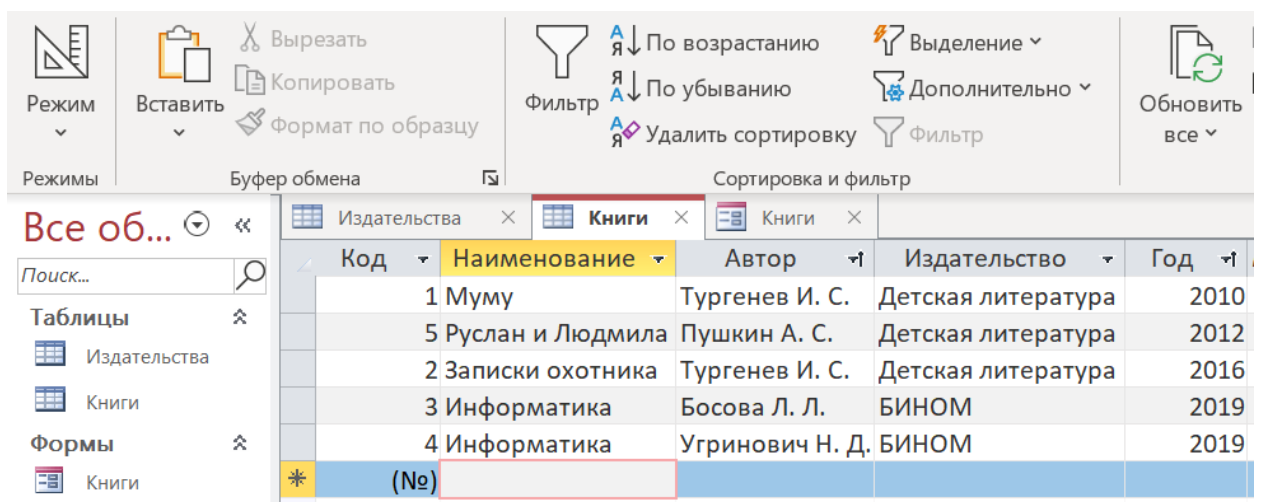 Вырезать
Копировать
Формат по образцу
Режим
Вставить
Фильтр
По возрастанию
По убыванию
Удалить сортировку
Выделение
Дополнительно
Фильтр
Обновить все
Режимы
Буфер обмена
Сортировка и фильтр
Все об...
Поиск...
Таблицы
Издательства
Книги
Формы
Книги
Издательства Книги Книги
Код Наименование Автор Издательство Год
1 Муму Тургенев И. С. Детская литература 2010
5 Руслан и Людмила Пушкин А. С. Детская литература 2012
2 Записки охотника Тургенев И. С. Детская литература 2016
3 Информатика Босова Л. Л. БИНОМ 2019
4 Информатика Угринович Н. Д. БИНОМ 2019
(№)